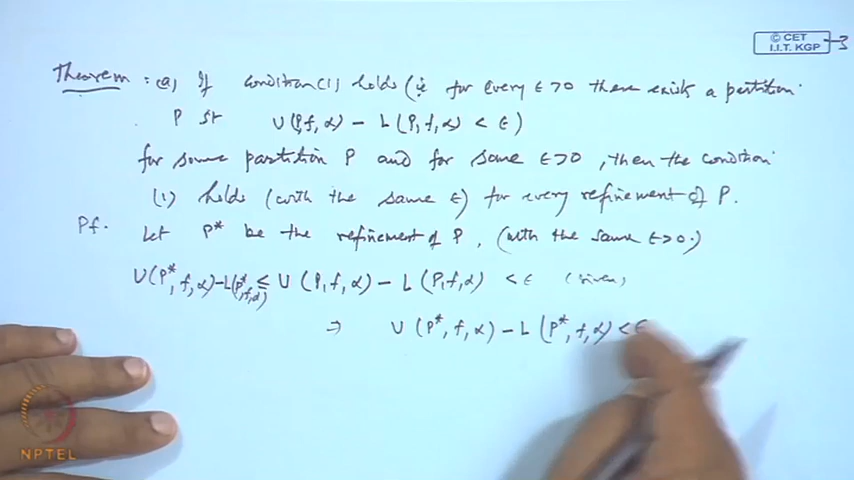 © CET
I.I.T. KGP
3
Theorem : (a) If condition (1) holds (ie for every ε > 0 there exists a partition
P st U(P,f,α) – L(P,f,α) < ε)
for some partition P and for some ε>0, then the condition
(1) holds (with the same ε) for every refinement of P.
Pf. Let P* be the refinement of P, (with the same ε>0.)
U(P*,f,α)-L(P*,f,α) ≤ U(P,f,α) – L(P,f,α) < ε (given)
⇒ U(P*,f,α) – L(P*,f,α) < ε
NPTEL